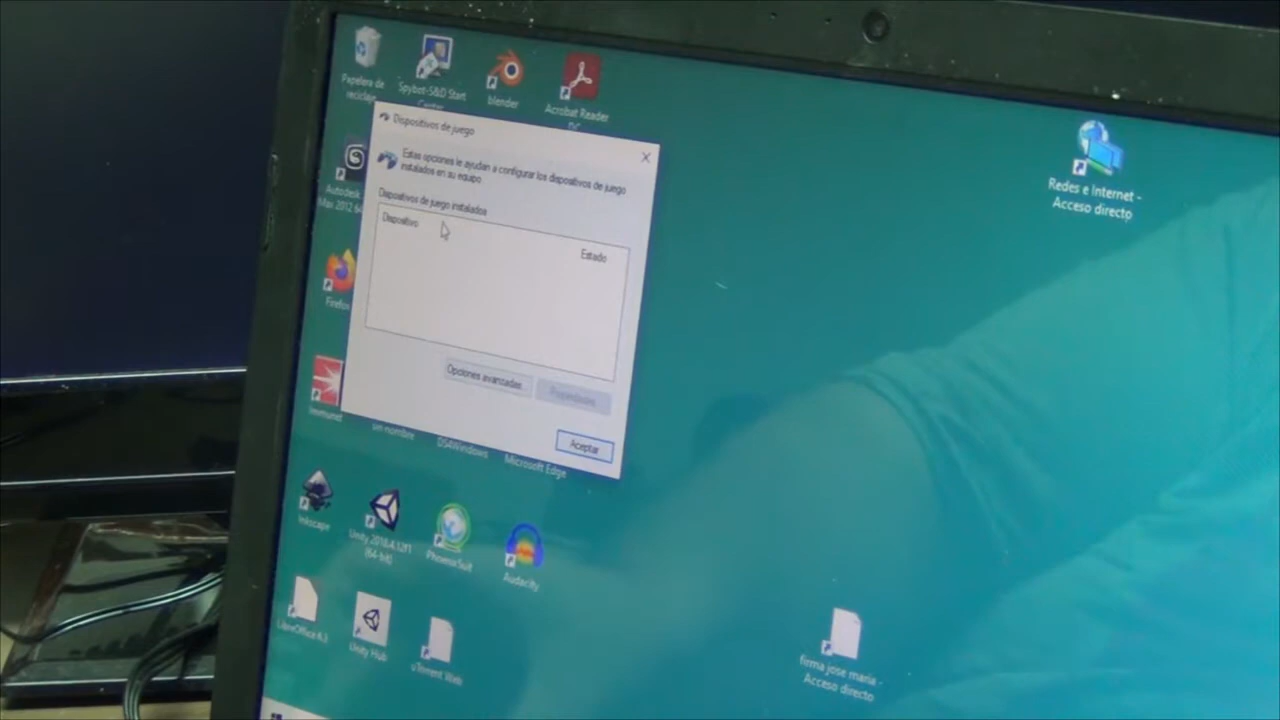 Papelera de
reciclaje
Spybot-S&D Start
Center
blender
Acrobat Reader
DC
Dispositivos de juego
Estas opciones le ayudan a configurar los dispositivos de juego
instalados en su equipo
Dispositivos de juego instalados
Dispositivo
Estado
Opciones avanzadas
Propiedades
Aceptar
Autodesk
Max 2012 64
Firefox
Immunet
un nombre
DS4Windows
Microsoft Edge
Inkscape
Unity 2018.4.12f1
(64-bit)
PhoenixSuit
Audacity
LibreOffice 4.3
Unity Hub
uTorrent Web
Redes e Internet -
Acceso directo
firma jose maria -
Acceso directo